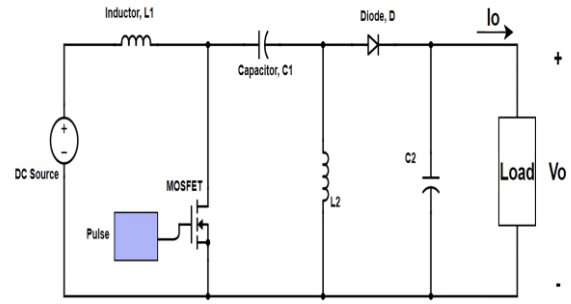 Inductor, L1
Diode, D
Io
Capacitor, C1
+
+
-
DC Source
MOSFET
Pulse
L2
C2
Load
Vo
-